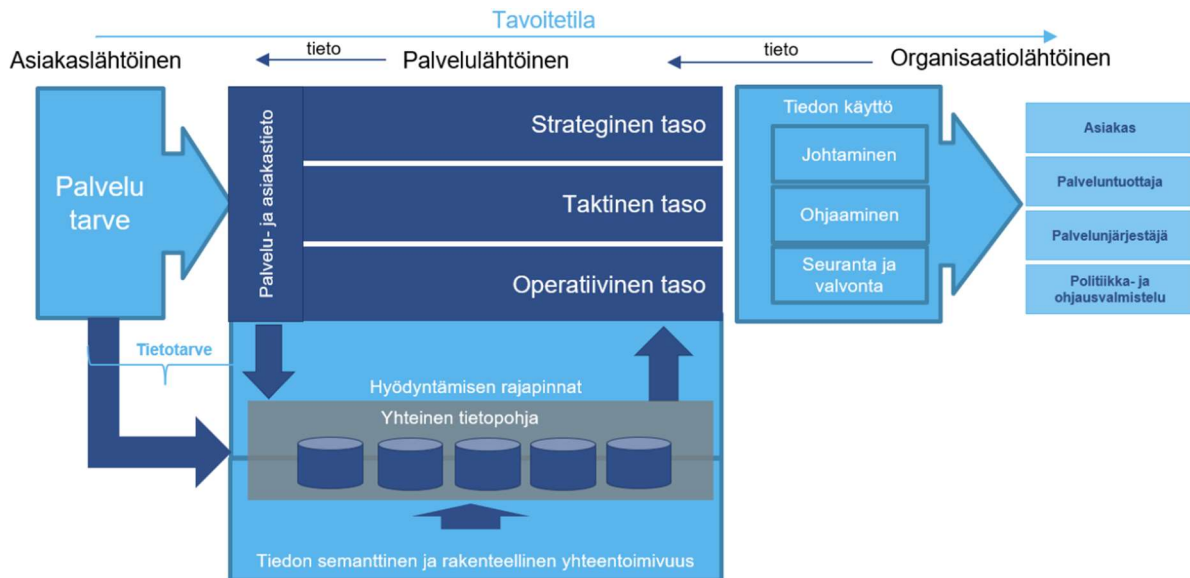 Tavoitetila
Asiakaslähtöinen
tieto
Palvelulähtöinen
tieto
Organisaatiolähtöinen
Palvelu
tarve
Palvelu- ja asiakastieto
Strateginen taso
Taktinen taso
Operatiivinen taso
Tiedon käyttö
Johtaminen
Ohjaaminen
Seuranta ja
valvonta
Asiakas
Palveluntuottaja
Palvelunjärjestäjä
Politiikka- ja
ohjausvalmistelu
Tietotarve
Hyödyntämisen rajapinnat
Yhteinen tietopohja
Tiedon semanttinen ja rakenteellinen yhteentoimivuus